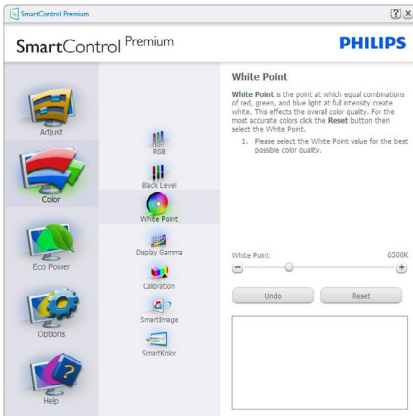 SmartControl Premium
SmartControl Premium
PHILIPS
Adjust
Color
Eco Power
Options
Help
RGB
Black Level
White Point
Display Gamma
Calibration
SmartImage
SmartKolor
White Point
White Point is the point at which equal combinations
of red, green, and blue light at full intensity create
white. This effects the overall color quality. For the
most accurate colors click the Reset button then
select the White Point.
1. Please select the White Point value for the best
possible color quality.
White Point 6500K
Undo Reset